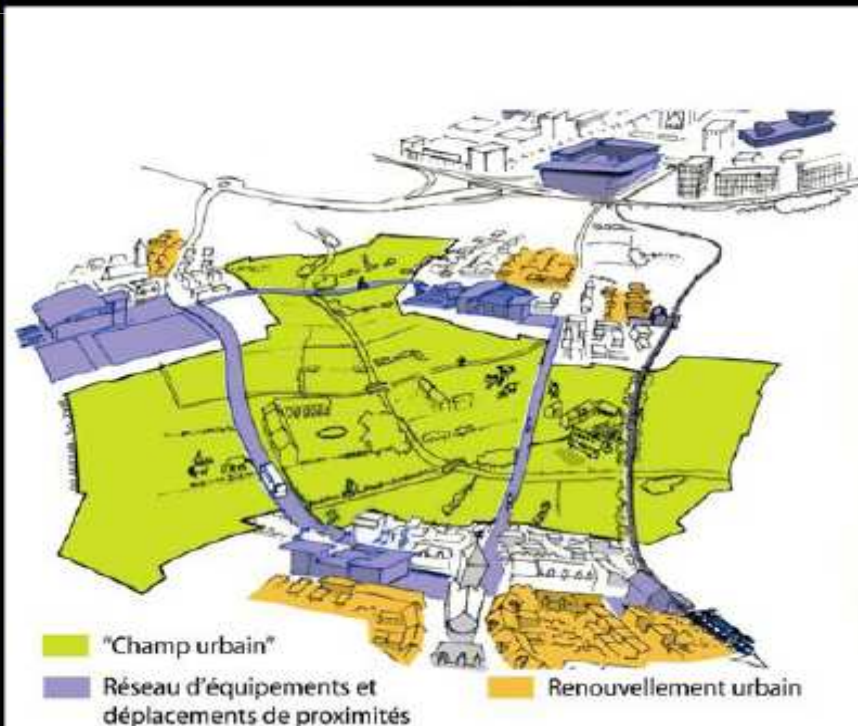 "Champ urbain"
Réseau d'équipements et
déplacements de proximités
Renouvellement urbain